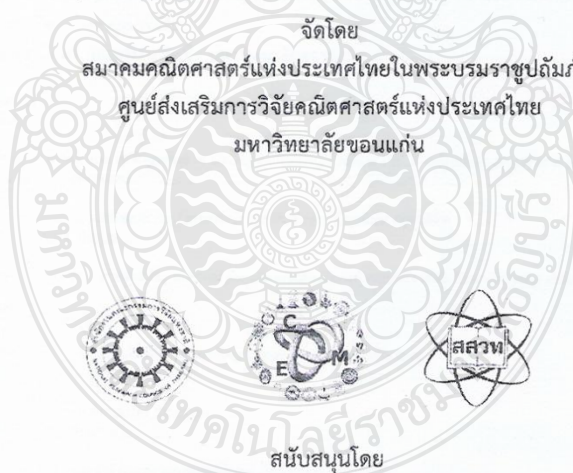 จัดโดย
สมาคมคณิตศาสตร์แห่งประเทศไทยในพระบรมราชูปถัมภ์
ศูนย์ส่งเสริมการวิจัยคณิตศาสตร์แห่งประเทศไทย
มหาวิทยาลัยขอนแก่น
C
E M
สสวท
สนับสนุนโดย